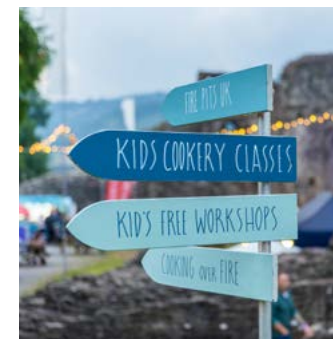 FIRE PITS UK
KIDS COOKERY CLASSES
KID'S FREE WORKSHOPS
COOKING OVER FIRE